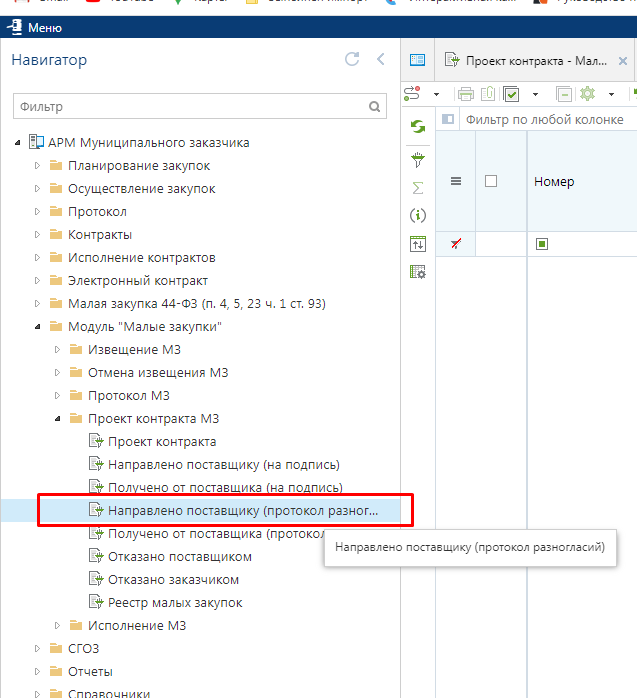 Меню
Навигатор
Фильтр
АРМ Муниципального заказчика
Планирование закупок
Осуществление закупок
Протокол
Контракты
Исполнение контрактов
Электронный контракт
Малая закупка 44-ФЗ (п. 4, 5, 23 ч. 1 ст. 93)
Модуль "Малые закупки"
Извещение МЗ
Отмена извещения МЗ
Протокол МЗ
Проект контракта МЗ
Проект контракта
Направлено поставщику (на подпись)
Получено от поставщика (на подпись)
Направлено поставщику (протокол разног...
Получено от поставщика (протокол
Направлено поставщику (протокол разногласий)
Отказано поставщиком
Отказано заказчиком
Реестр малых закупок
Исполнение МЗ
СГОЗ
Отчеты
Справочники
Проект контракта - Мал...
Фильтр по любой колонке
Номер